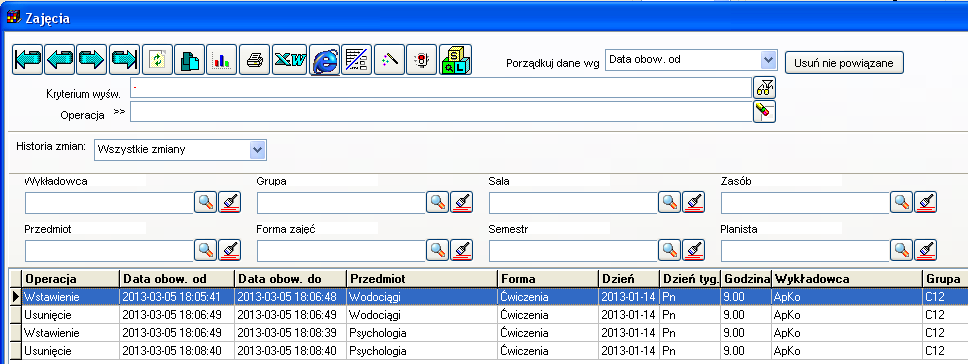 Zajęcia
XW SQL Porządkuj dane wg Data obow. od Usuń nie powiązane
Kryterium wyśw. -
Operacja >>
Historia zmian: Wszystkie zmiany
Wykładowca Grupa Sala Zasób
Przedmiot Forma zajęć Semestr Planista
Operacja Data obow. od Data obow. do Przedmiot Forma Dzień Dzień tyg. Godzina Wykładowca Grupa
Wstawienie 2013-03-05 18:05:41 2013-03-05 18:06:48 Wodociągi Ćwiczenia 2013-01-14 Pn 9.00 ApKo C12
Usunięcie 2013-03-05 18:06:49 2013-03-05 18:06:49 Wodociągi Ćwiczenia 2013-01-14 Pn 9.00 ApKo C12
Wstawienie 2013-03-05 18:06:49 2013-03-05 18:08:39 Psychologia Ćwiczenia 2013-01-14 Pn 9.00 ApKo C12
Usunięcie 2013-03-05 18:08:40 2013-03-05 18:08:40 Psychologia Ćwiczenia 2013-01-14 Pn 9.00 ApKo C12